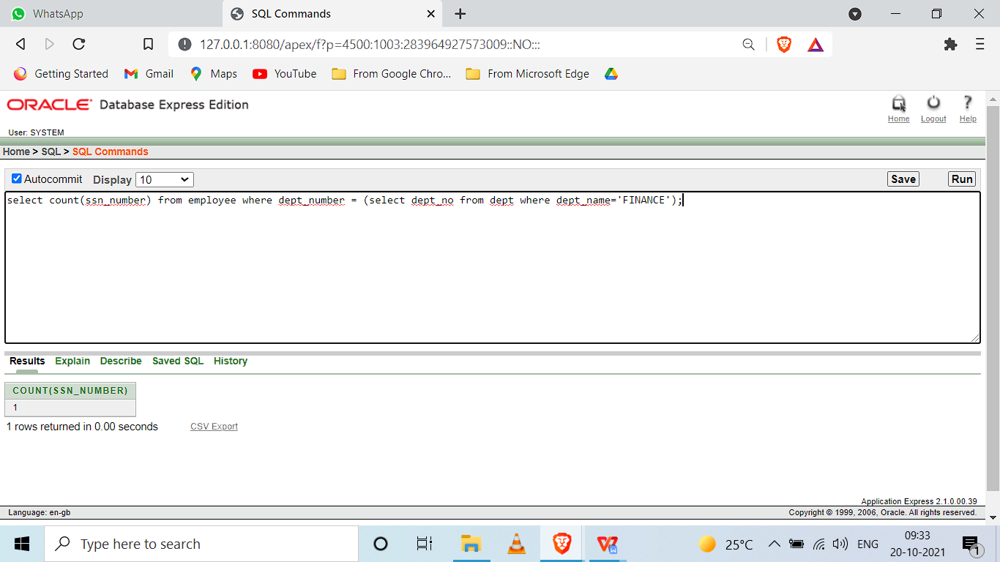 WhatsApp
SQL Commands
127.0.0.1:8080/apex/f?p=4500:1003:283964927573009::NO:::
Getting Started Gmail Maps YouTube From Google Chro... From Microsoft Edge
ORACLE Database Express Edition
Home Logout Help
User: SYSTEM
Home > SQL > SQL Commands
Autocommit Display 10 Save Run
select count(ssn_number) from employee where dept_number = (select dept_no from dept where dept_name='FINANCE');
Results Explain Describe Saved SQL History
COUNT(SSN_NUMBER)
1
1 rows returned in 0.00 seconds CSV Export
Application Express 2.1.0.00.39
Language: en-gb Copyright © 1999, 2006, Oracle. All rights reserved.
Type here to search 25°C ENG 09:33
20-10-2021 1